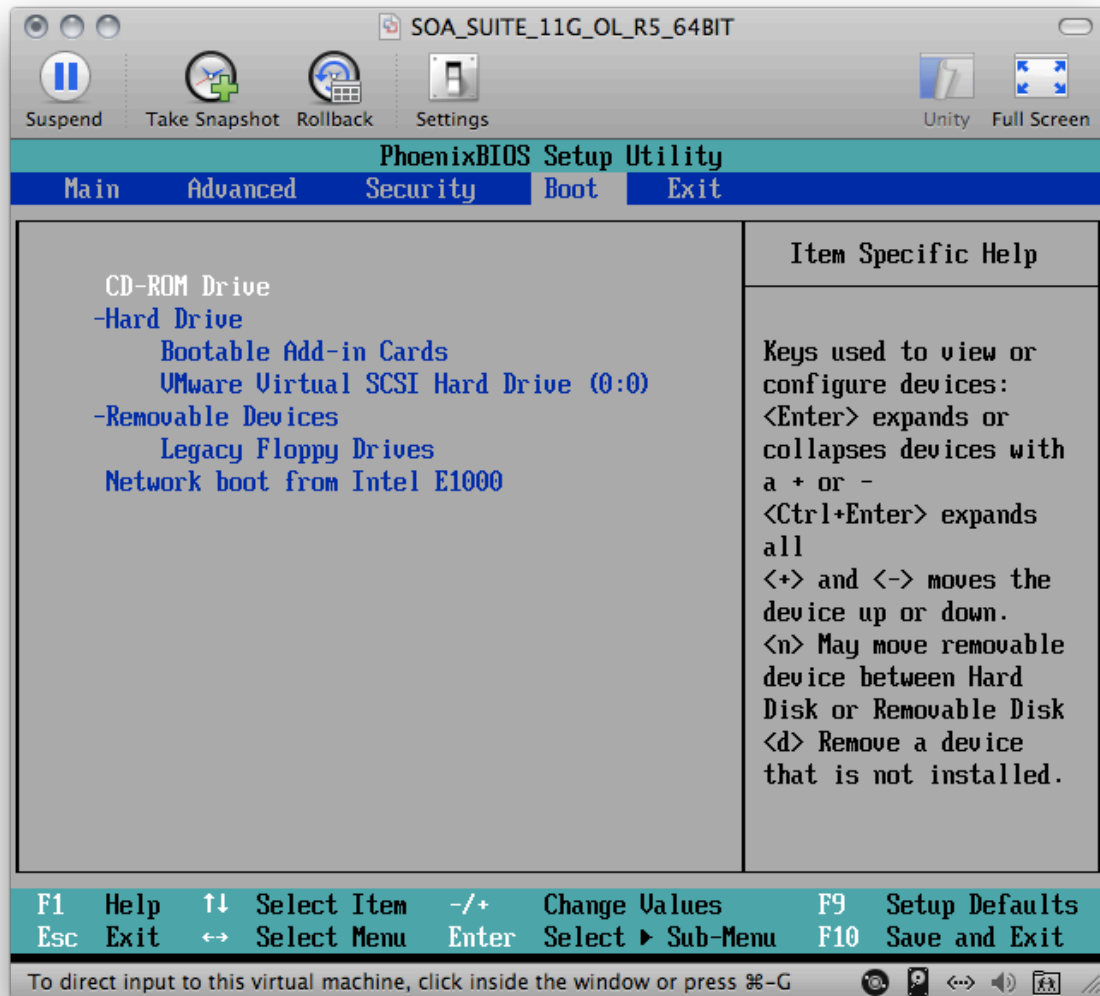 SOA_SUITE_11G_OL_R5_64BIT
Suspend Take Snapshot Rollback Settings Unity Full Screen
PhoenixBIOS Setup Utility
Main Advanced Security Boot Exit
Item Specific Help
CD-ROM Drive
-Hard Drive
Bootable Add-in Cards
VMware Virtual SCSI Hard Drive (0:0)
-Removable Devices
Legacy Floppy Drives
Network boot from Intel E1000
Keys used to view or
configure devices:
<Enter> expands or
collapses devices with
a + or -
<Ctrl+Enter> expands
all
<+> and <-> moves the
device up or down.
<n> May move removable
device between Hard
Disk or Removable Disk
<d> Remove a device
that is not installed.
F1 Help ↑↓ Select Item -/+ Change Values F9 Setup Defaults
Esc Exit ↔ Select Menu Enter Select ▶ Sub-Menu F10 Save and Exit
To direct input to this virtual machine, click inside the window or press ⌘-G